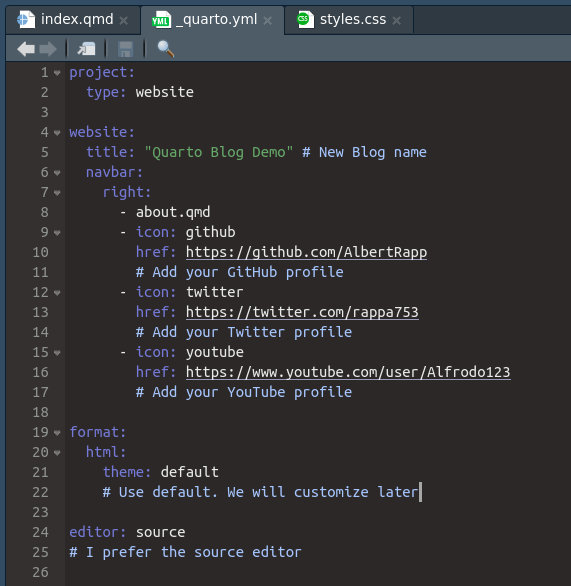 index.qmd _quarto.yml styles.css
1 project:
2   type: website
3
4 website:
5   title: "Quarto Blog Demo" # New Blog name
6   navbar:
7     right:
8       - about.qmd
9       - icon: github
10         href: https://github.com/AlbertRapp
11         # Add your GitHub profile
12       - icon: twitter
13         href: https://twitter.com/rappa753
14         # Add your Twitter profile
15       - icon: youtube
16         href: https://www.youtube.com/user/Alfrodo123
17         # Add your YouTube profile
18
19 format:
20   html:
21     theme: default
22     # Use default. We will customize later
23
24 editor: source
25 # I prefer the source editor
26